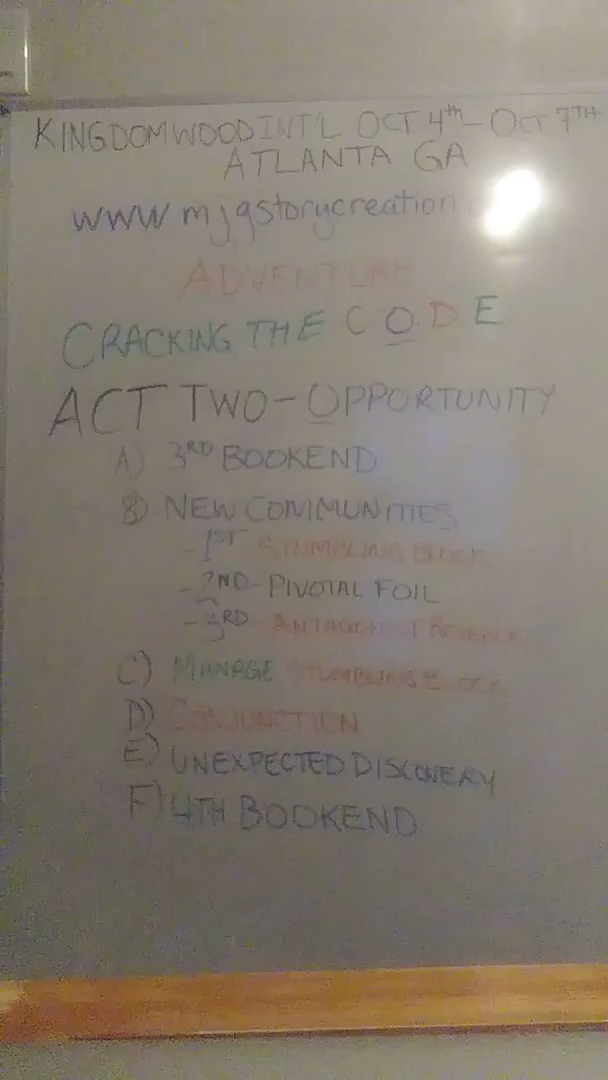 KINGDOMWOOD INT'L OCT 4th - OCT 7TH
ATLANTA GA
www mjgstorycreation
ADVENTURE
CRACKING THE CODE
ACT TWO - OPPORTUNITY
A) 3RD BOOKEND
B) NEW COMMUNITIES
- 1ST STUMBLING BLOCK
- 2ND - PIVOTAL FOIL
- 3RD ANTAGONIST
C) MANAGE STUMBLING BLOCK
D) CONJUNCTION
E) UNEXPECTED DISCOVERY
F) 4TH BOOKEND